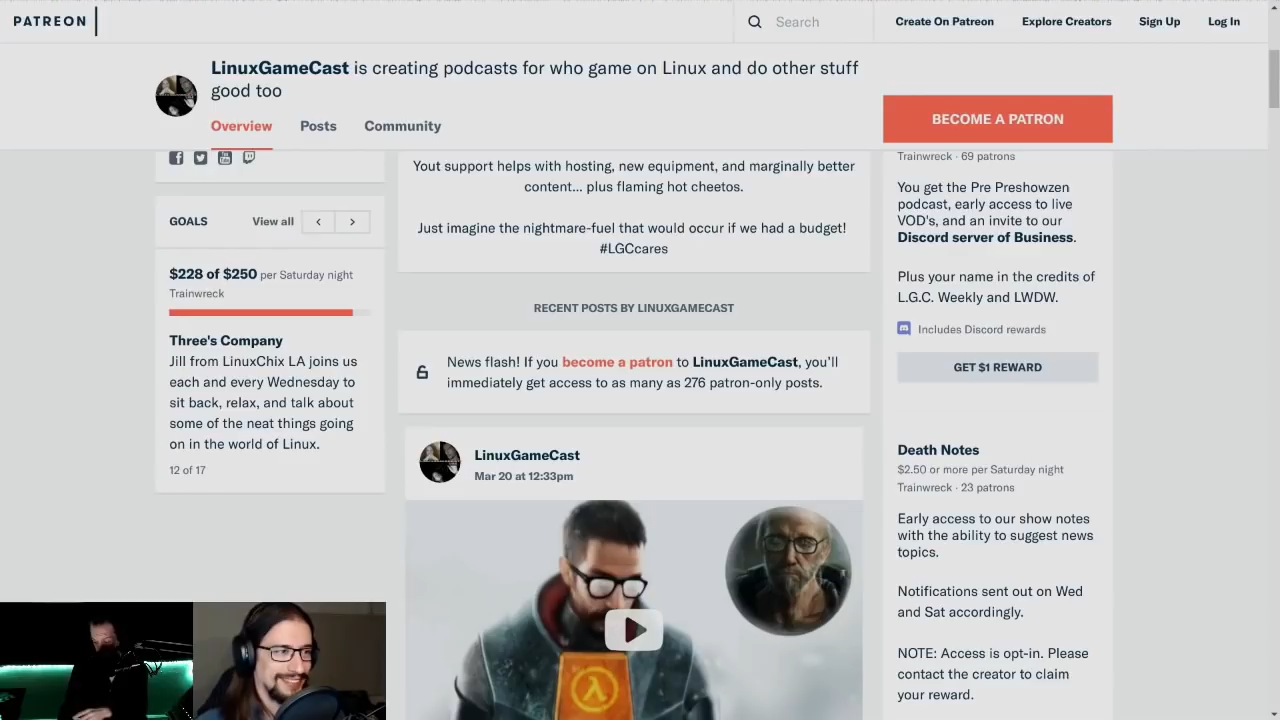 PATREON
Search
Create On Patreon
Explore Creators
Sign Up
Log In
LinuxGameCast is creating podcasts for who game on Linux and do other stuff
good too
Overview
Posts
Community
BECOME A PATRON
GOALS
View all
$228 of $250 per Saturday night
Trainwreck
Three's Company
Jill from LinuxChix LA joins us
each and every Wednesday to
sit back, relax, and talk about
some of the neat things going
on in the world of Linux.
12 of 17
Yout support helps with hosting, new equipment, and marginally better
content... plus flaming hot cheetos.
Just imagine the nightmare-fuel that would occur if we had a budget!
#LGCcares
RECENT POSTS BY LINUXGAMECAST
News flash! If you become a patron to LinuxGameCast, you'll
immediately get access to as many as 276 patron-only posts.
LinuxGameCast
Mar 20 at 12:33pm
Trainwreck · 69 patrons
You get the Pre Preshowzen
podcast, early access to live
VOD's, and an invite to our
Discord server of Business.
Plus your name in the credits of
L.G.C. Weekly and LWDW.
Includes Discord rewards
GET $1 REWARD
Death Notes
$2.50 or more per Saturday night
Trainwreck · 23 patrons
Early access to our show notes
with the ability to suggest news
topics.
Notifications sent out on Wed
and Sat accordingly.
NOTE: Access is opt-in. Please
contact the creator to claim
your reward.